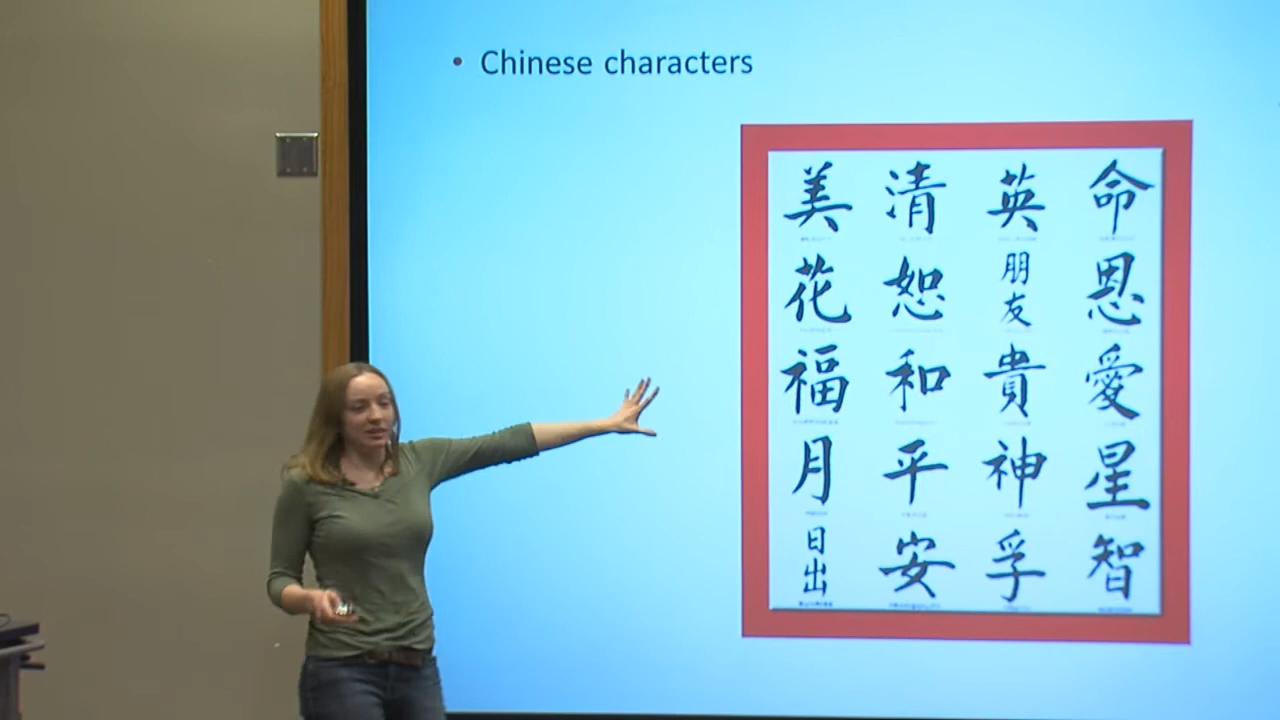 • Chinese characters
美 清 英 命
花 恕 朋友 恩
福 和 貴 愛
月 平 神 星
日出 安 孚 智